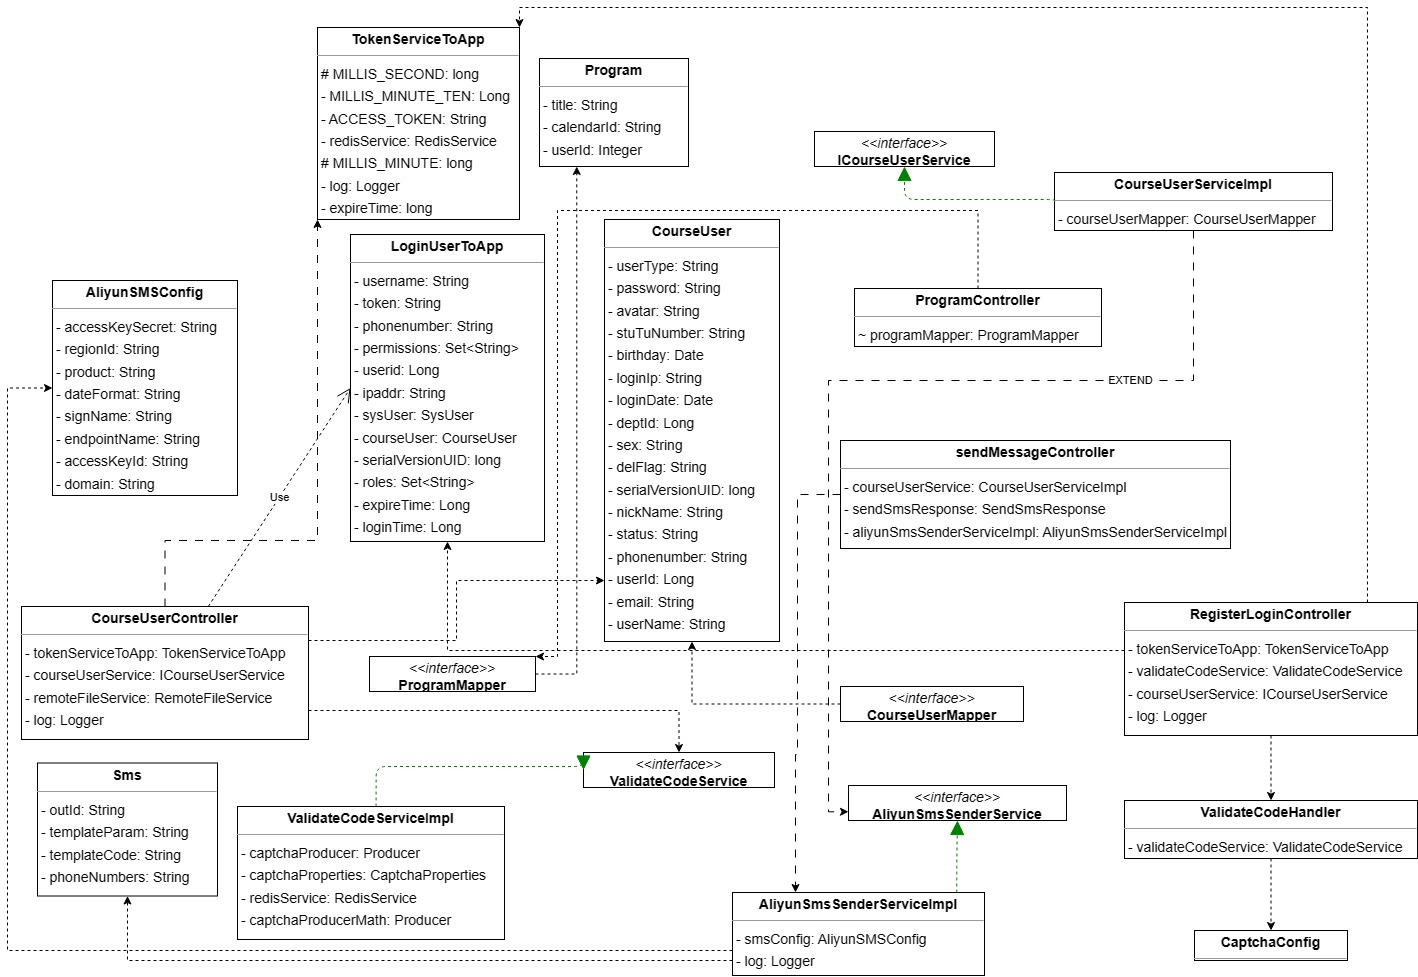 TokenServiceToApp
# MILLIS_SECOND: long
- MILLIS_MINUTE_TEN: Long
- ACCESS_TOKEN: String
- redisService: RedisService
# MILLIS_MINUTE: long
- log: Logger
- expireTime: long
Program
- title: String
- calendarId: String
- userId: Integer
<<interface>>
ICourseUserService
CourseUserServiceImpl
- courseUserMapper: CourseUserMapper
LoginUserToApp
- username: String
- token: String
- phonenumber: String
- permissions: Set<String>
- userid: Long
- ipaddr: String
- sysUser: SysUser
- courseUser: CourseUser
- serialVersionUID: long
- roles: Set<String>
- expireTime: Long
- loginTime: Long
CourseUser
- userType: String
- password: String
- avatar: String
- stuTuNumber: String
- birthday: Date
- loginIp: String
- loginDate: Date
- deptId: Long
- sex: String
- delFlag: String
- serialVersionUID: long
- nickName: String
- status: String
- phonenumber: String
- userId: Long
- email: String
- userName: String
AliyunSMSConfig
- accessKeySecret: String
- regionId: String
- product: String
- dateFormat: String
- signName: String
- endpointName: String
- accessKeyId: String
- domain: String
ProgramController
~ programMapper: ProgramMapper
EXTEND
sendMessageController
- courseUserService: CourseUserServiceImpl
- sendSmsResponse: SendSmsResponse
- aliyunSmsSenderServiceImpl: AliyunSmsSenderServiceImpl
Use
CourseUserController
- tokenServiceToApp: TokenServiceToApp
- courseUserService: ICourseUserService
- remoteFileService: RemoteFileService
- log: Logger
RegisterLoginController
- tokenServiceToApp: TokenServiceToApp
- validateCodeService: ValidateCodeService
- courseUserService: ICourseUserService
- log: Logger
<<interface>>
ProgramMapper
<<interface>>
CourseUserMapper
<<interface>>
ValidateCodeService
Sms
- outId: String
- templateParam: String
- templateCode: String
- phoneNumbers: String
ValidateCodeServiceImpl
- captchaProducer: Producer
- captchaProperties: CaptchaProperties
- redisService: RedisService
- captchaProducerMath: Producer
<<interface>>
AliyunSmsSenderService
ValidateCodeHandler
- validateCodeService: ValidateCodeService
AliyunSmsSenderServiceImpl
- smsConfig: AliyunSMSConfig
- log: Logger
CaptchaConfig